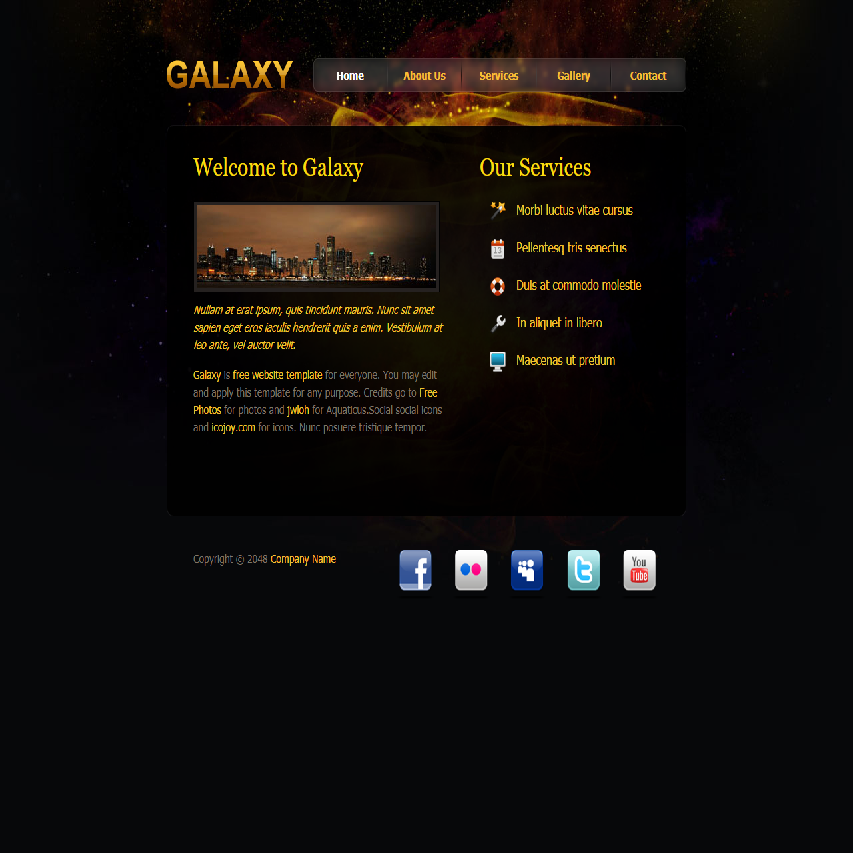 GALAXY
Home About Us Services Gallery Contact
Welcome to Galaxy
Nullam at erat ipsum, quis tincidunt mauris. Nunc sit amet
sapien eget eros iaculis hendrerit quis a enim. Vestibulum at
leo ante, vel auctor velit.
Galaxy is free website template for everyone. You may edit
and apply this template for any purpose. Credits go to Free
Photos for photos and jwloh for Aquaticus.Social social icons
and icojoy.com for icons. Nunc posuere tristique tempor.
Our Services
Morbi luctus vitae cursus
13
Pellentesq tris senectus
Duis at commodo molestie
In aliquet in libero
Maecenas ut pretium
Copyright © 2048 Company Name
f
t
You
Tube